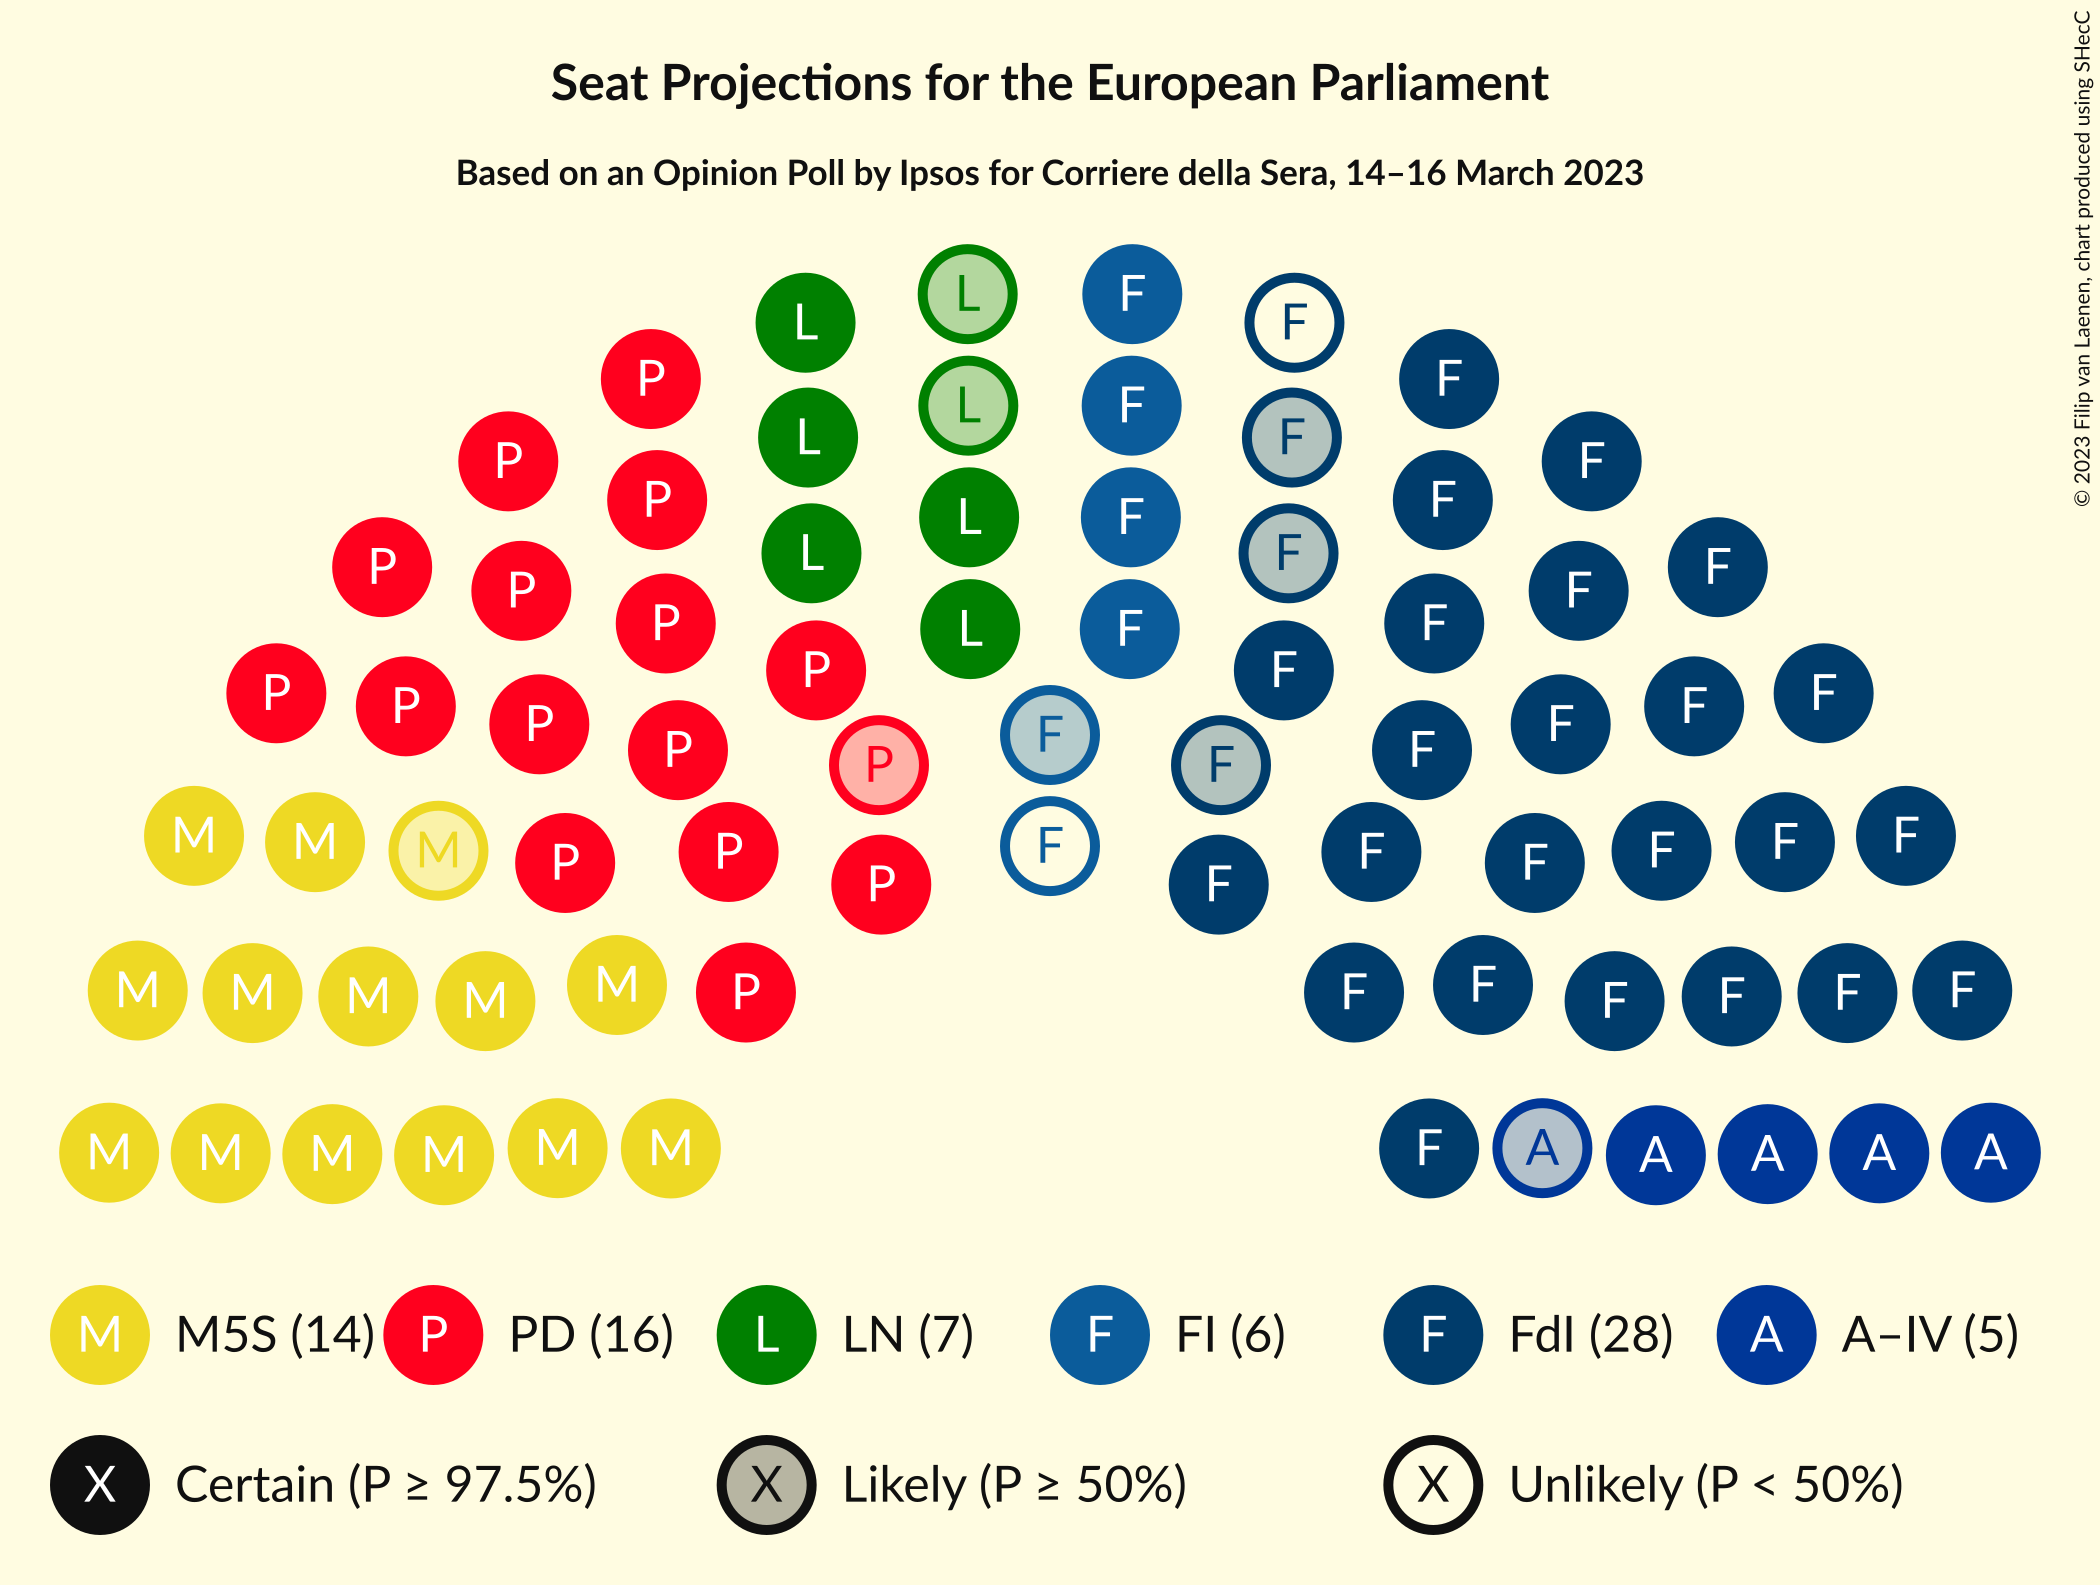 Seat Projections for the European Parliament
Based on an Opinion Poll by Ipsos for Corriere della Sera, 14–16 March 2023
© 2023 Filip van Laenen, chart produced using SHecC
L F
L F
P F
L F
L F
P F
P F
L F
P F
L F
P F
P F
P F
L F
P F
P F
P F
P F
P F
P F
F
P F
M F
M F
F
M F
P F
P F
P F
M F
P F
M M M M F F F F
M M M M M M F A A A A A
M M5S (14) P PD (16) L LN (7) F FI (6) F FdI (28) A A–IV (5)
X Certain (P ≥ 97.5%) X Likely (P ≥ 50%) X Unlikely (P < 50%)